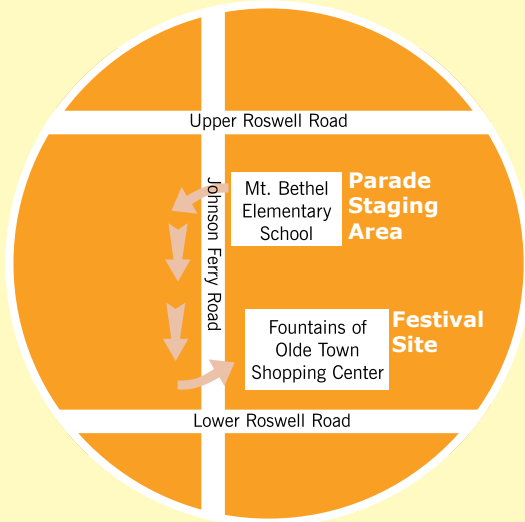 Upper Roswell Road
Johnson Ferry Road
Mt. Bethel
Elementary
School
Parade
Staging
Area
Fountains of
Olde Town
Shopping Center
Festival
Site
Lower Roswell Road